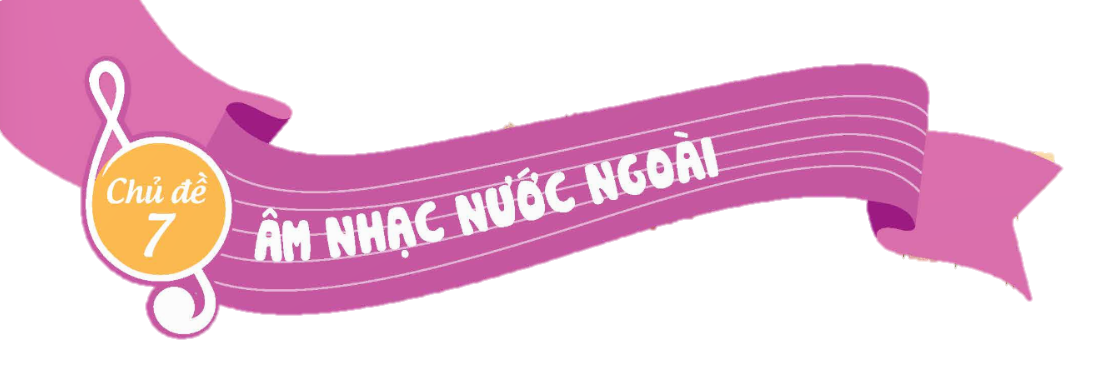 Chủ đề
7
ÂM NHẠC NƯỚC NGOÀI